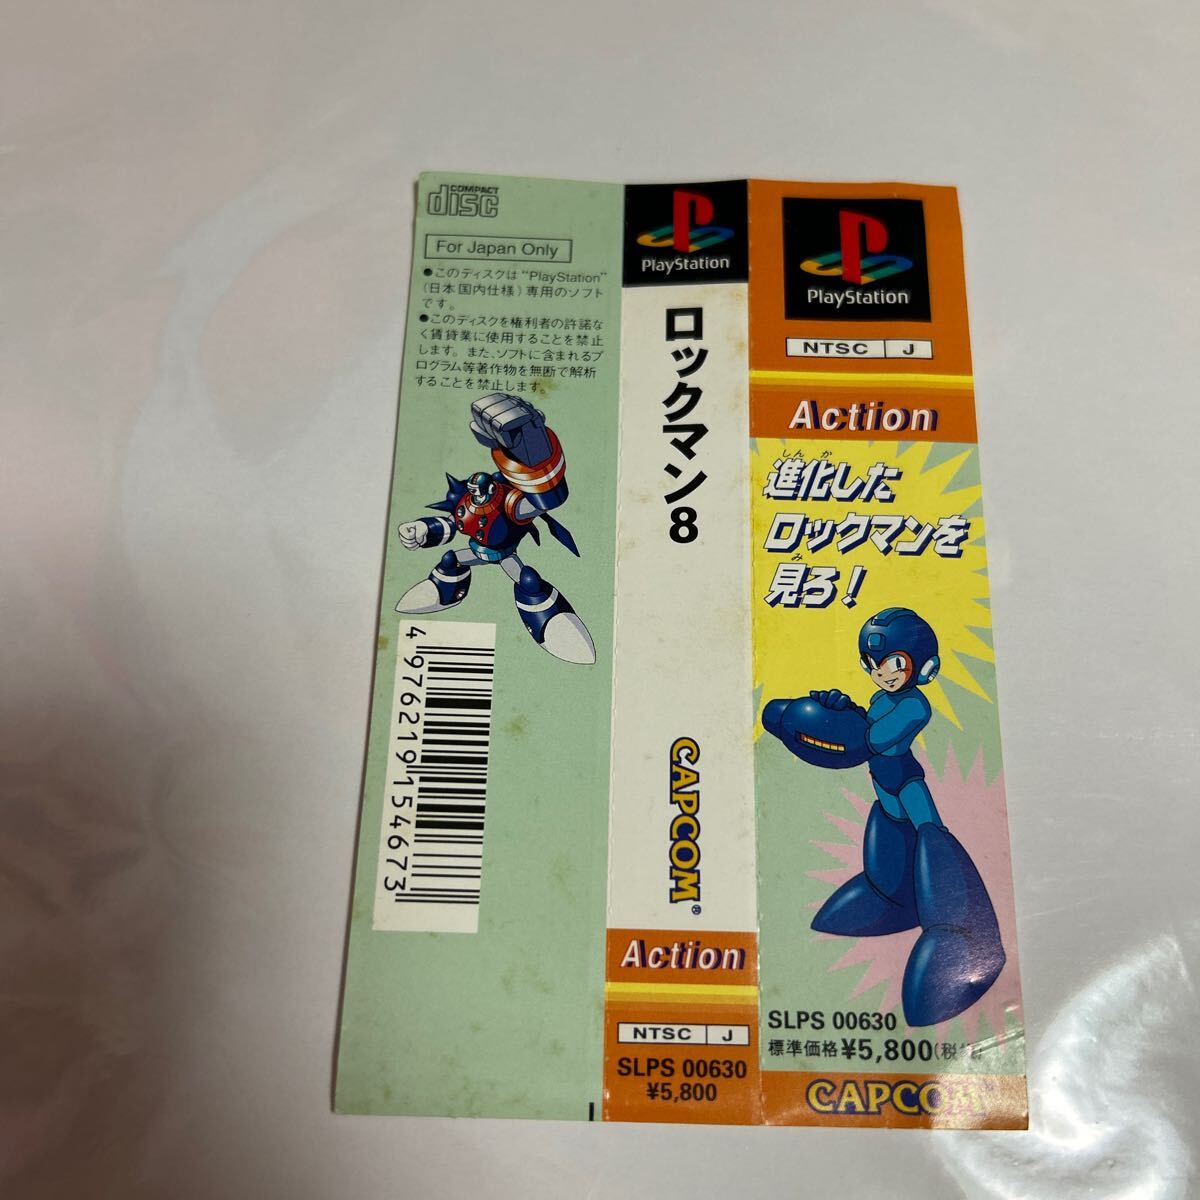 COMPACT
disc
For Japan Only
●このディスクは"PlayStation"
(日本国内仕様)専用のソフト
です。
●このディスクを権利者の許諾な
く賃貸業に使用することを禁止
します。また、ソフトに含まれるプ
ログラム等著作物を無断で解析
することを禁止します。
4976219154673
PlayStation
ロックマン8
CAPCOM®
Action
NTSC J
SLPS 00630
¥5,800
PlayStation
NTSC J
Action
しんか
進化した
ロックマンを
み
見ろ!
SLPS 00630
標準価格¥5,800(税
CAPCOM